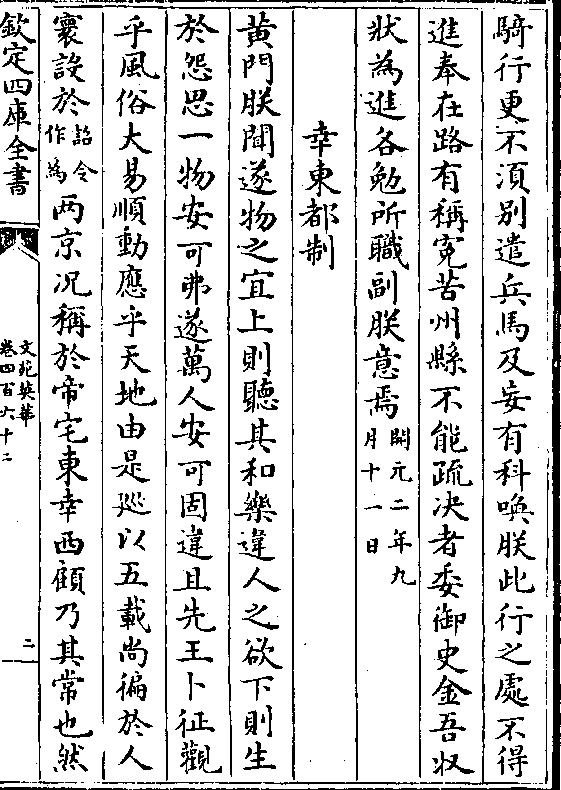 騎行更不湏别遣兵馬及妄有科喚朕此行之處不得
進奉在路有稱寃苦州縣不能疏决者委御史金吾収
狀為進各勉所職副朕意焉開元二年九月十一日
幸東都制
黄門朕聞遂物之宜上則聽其和樂違人之欲下則生
於怨思一物安可弗遂萬人安可固違且先王卜征觀
乎風俗大易順動應乎天地由是廵以五載尚徧於人
寰設於詔令作為两京况稱於帝宅東幸西顧乃其常也然
欽定四庫全書
文苑英華
卷四百六十二
二